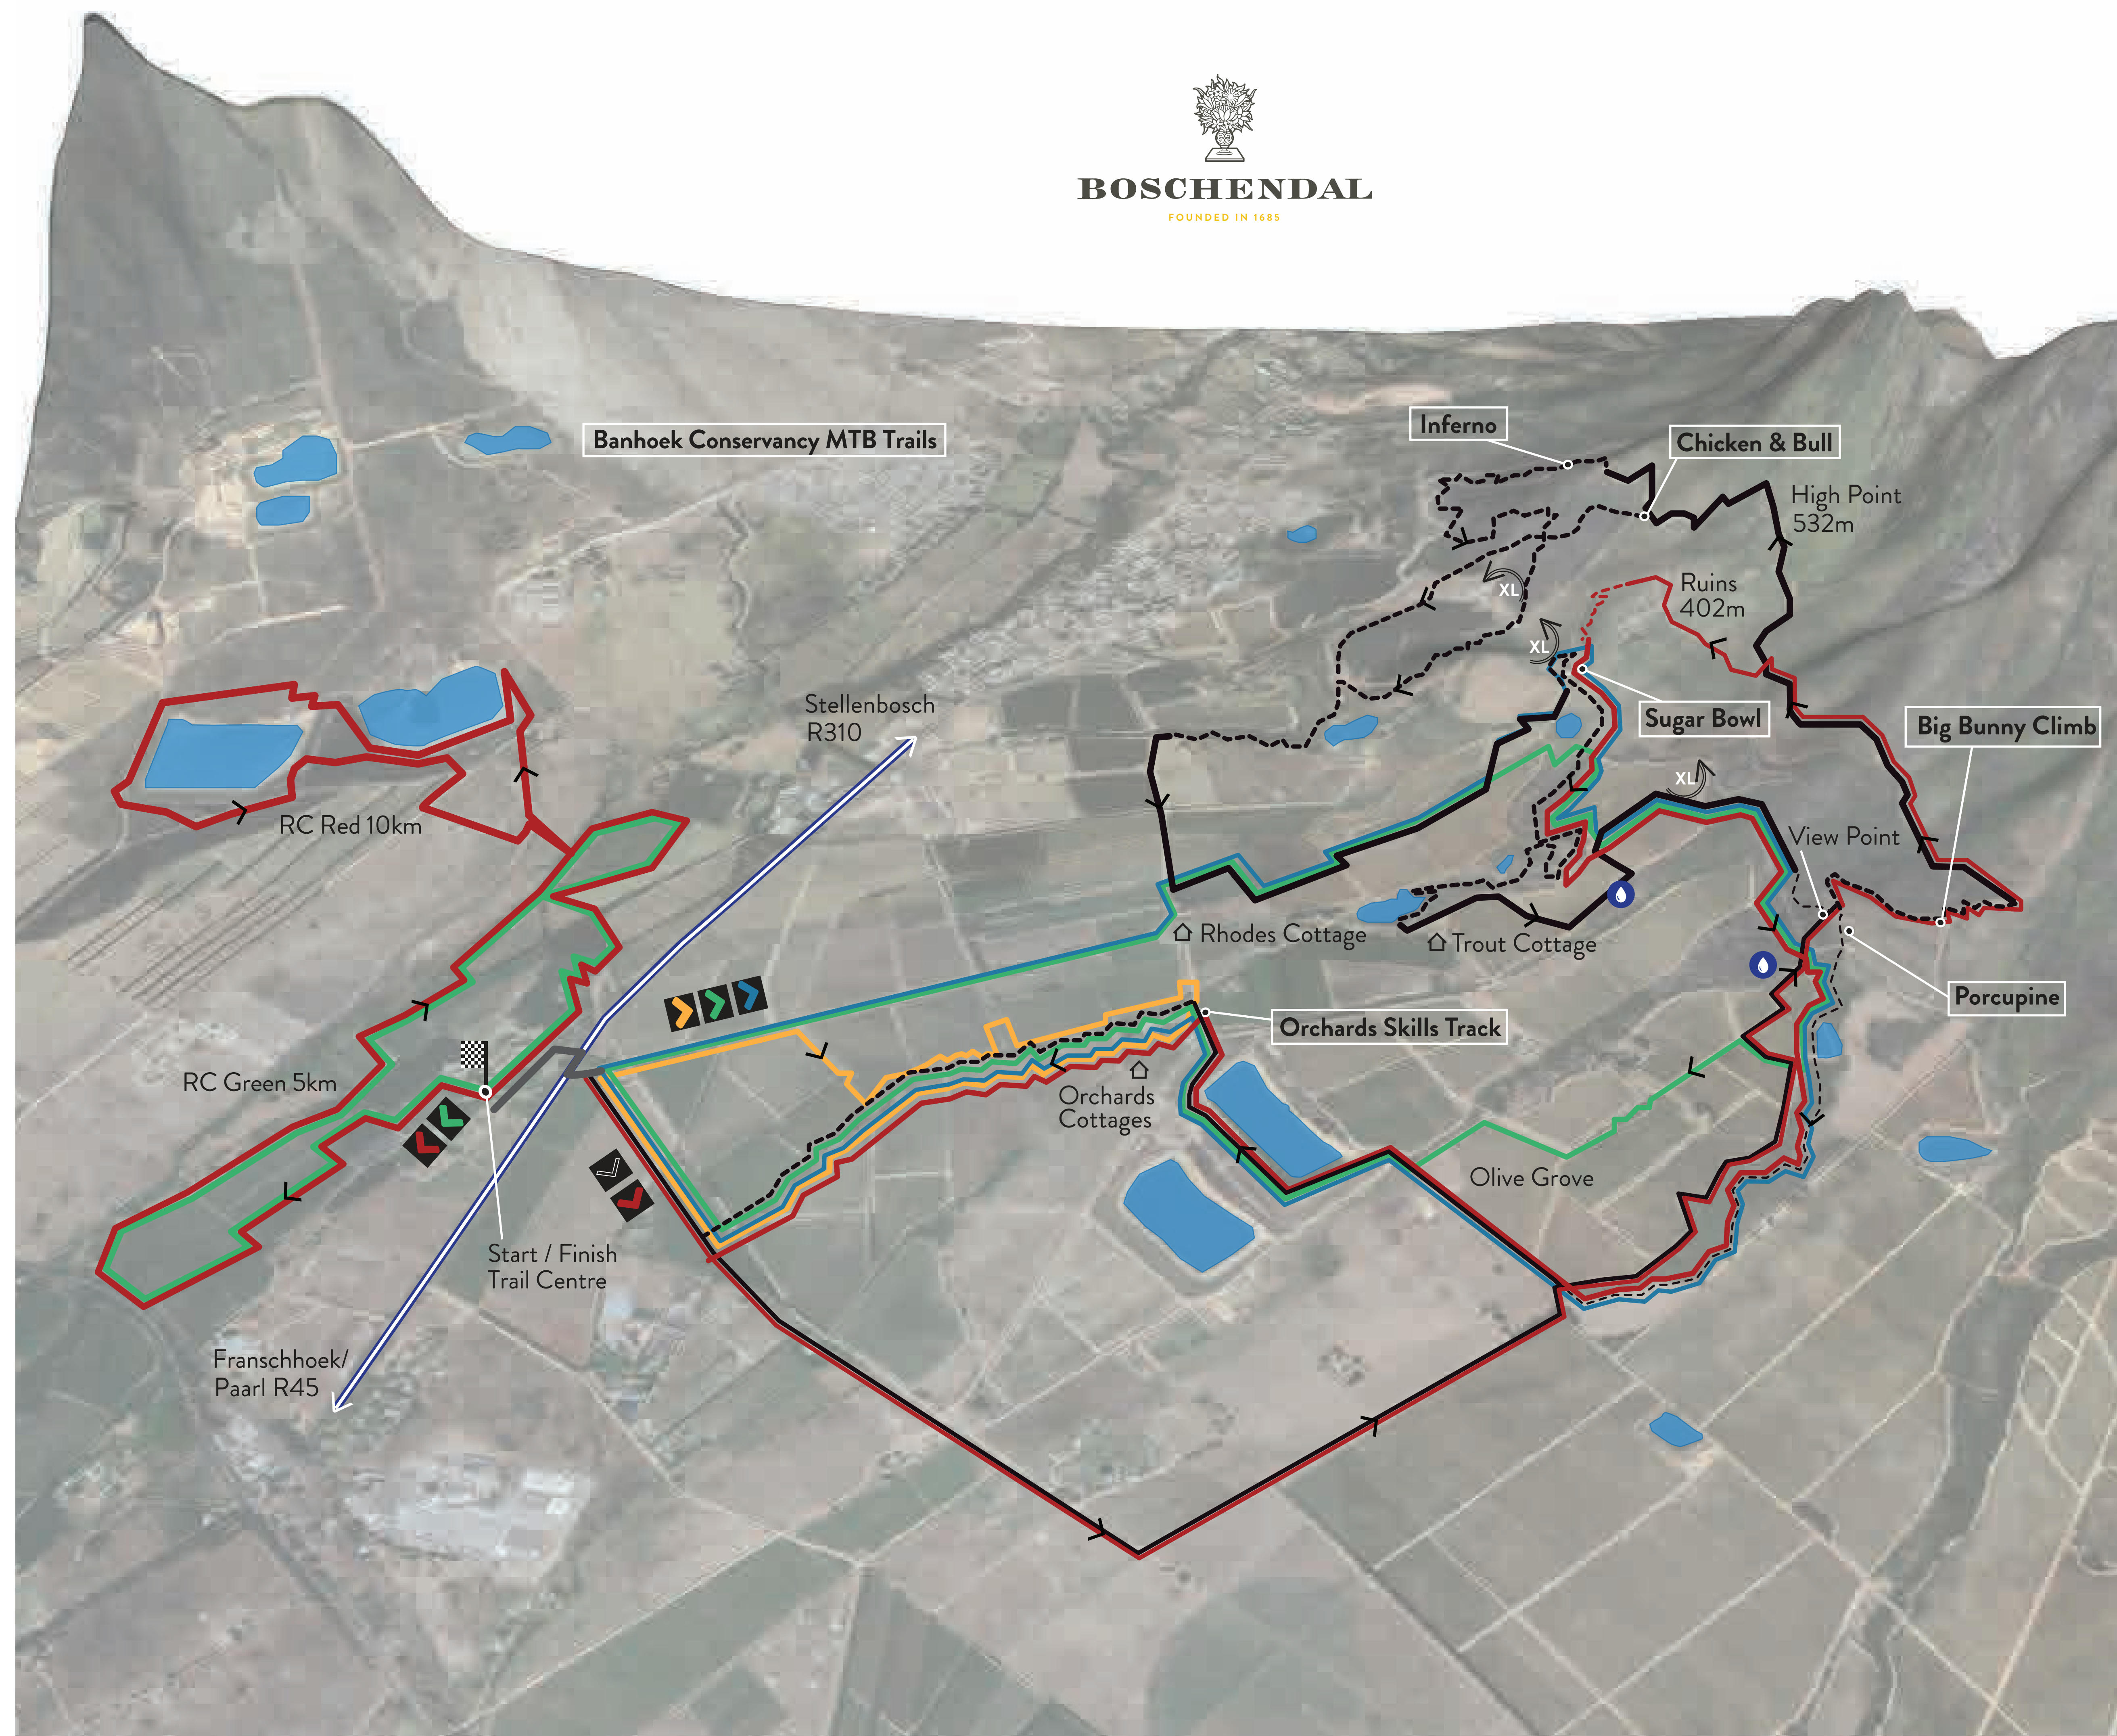 BOSCHENDAL
FOUNDED IN 1685
Inferno
Banhoek Conservancy MTB Trails
Chicken & Bull
High Point
532m
XL
Ruins
402m
XL
Stellenbosch
R310
Sugar Bowl
Big Bunny Climb
XL
RC Red 10km
View Point
Rhodes Cottage
Trout Cottage
Porcupine
Orchards Skills Track
RC Green 5km
Orchards
Cottages
Olive Grove
Start / Finish
Trail Centre
Franschhoek/
Paarl R45